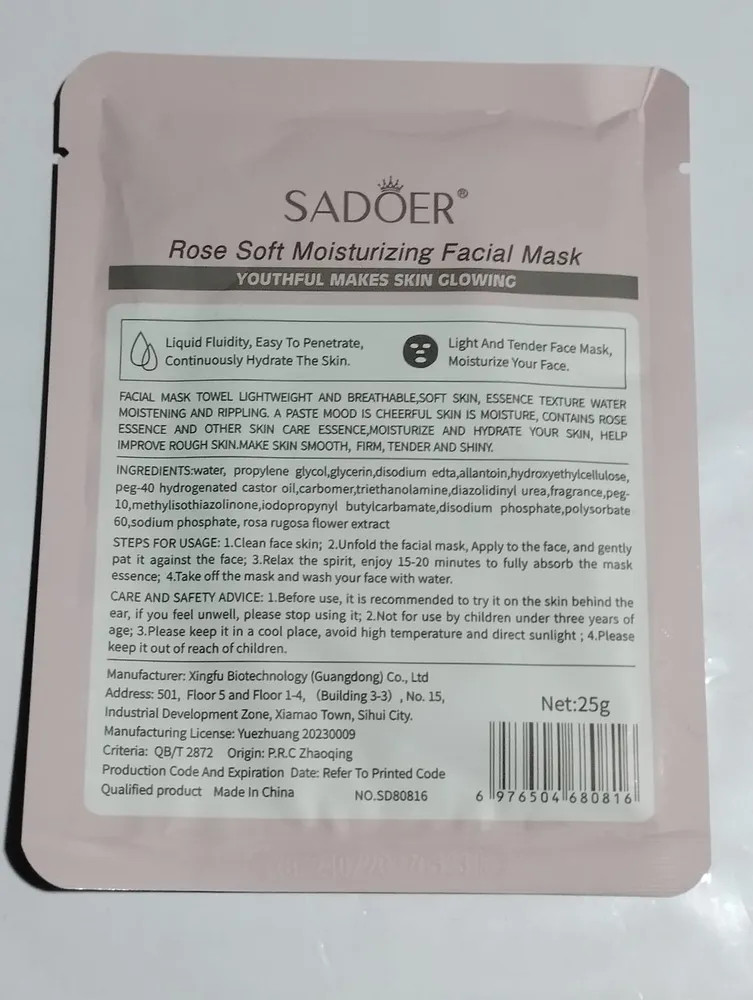 SADOER®
Rose Soft Moisturizing Facial Mask
YOUTHFUL MAKES SKIN GLOWING
Liquid Fluidity, Easy To Penetrate,
Continuously Hydrate The Skin.
Light And Tender Face Mask,
Moisturize Your Face.
FACIAL MASK TOWEL LIGHTWEIGHT AND BREATHABLE,SOFT SKIN, ESSENCE TEXTURE WATER
MOISTENING AND RIPPLING. A PASTE MOOD IS CHEERFUL SKIN IS MOISTURE, CONTAINS ROSE
ESSENCE AND OTHER SKIN CARE ESSENCE,MOISTURIZE AND HYDRATE YOUR SKIN, HELP
IMPROVE ROUGH SKIN.MAKE SKIN SMOOTH, FIRM, TENDER AND SHINY.
INGREDIENTS:water, propylene glycol,glycerin,disodium edta,allantoin,hydroxyethylcellulose,
peg-40 hydrogenated castor oil,carbomer,triethanolamine,diazolidinyl urea,fragrance,peg-
10,methylisothiazolinone,iodopropynyl butylcarbamate,disodium phosphate,polysorbate
60,sodium phosphate, rosa rugosa flower extract
STEPS FOR USAGE: 1.Clean face skin; 2.Unfold the facial mask, Apply to the face, and gently
pat it against the face; 3.Relax the spirit, enjoy 15-20 minutes to fully absorb the mask
essence; 4.Take off the mask and wash your face with water.
CARE AND SAFETY ADVICE: 1.Before use, it is recommended to try it on the skin behind the
ear, if you feel unwell, please stop using it; 2.Not for use by children under three years of
age; 3.Please keep it in a cool place, avoid high temperature and direct sunlight ; 4.Please
keep it out of reach of children.
Manufacturer: Xingfu Biotechnology (Guangdong) Co., Ltd
Address: 501, Floor 5 and Floor 1-4, (Building 3-3) , No. 15,
Industrial Development Zone, Xiamao Town, Sihui City.
Manufacturing License: Yuezhuang 20230009
Criteria: QB/T 2872 Origin: P.R.C Zhaoqing
Production Code And Expiration Date: Refer To Printed Code
Qualified product Made In China NO.SD80816
Net:25g
6 976504 680816